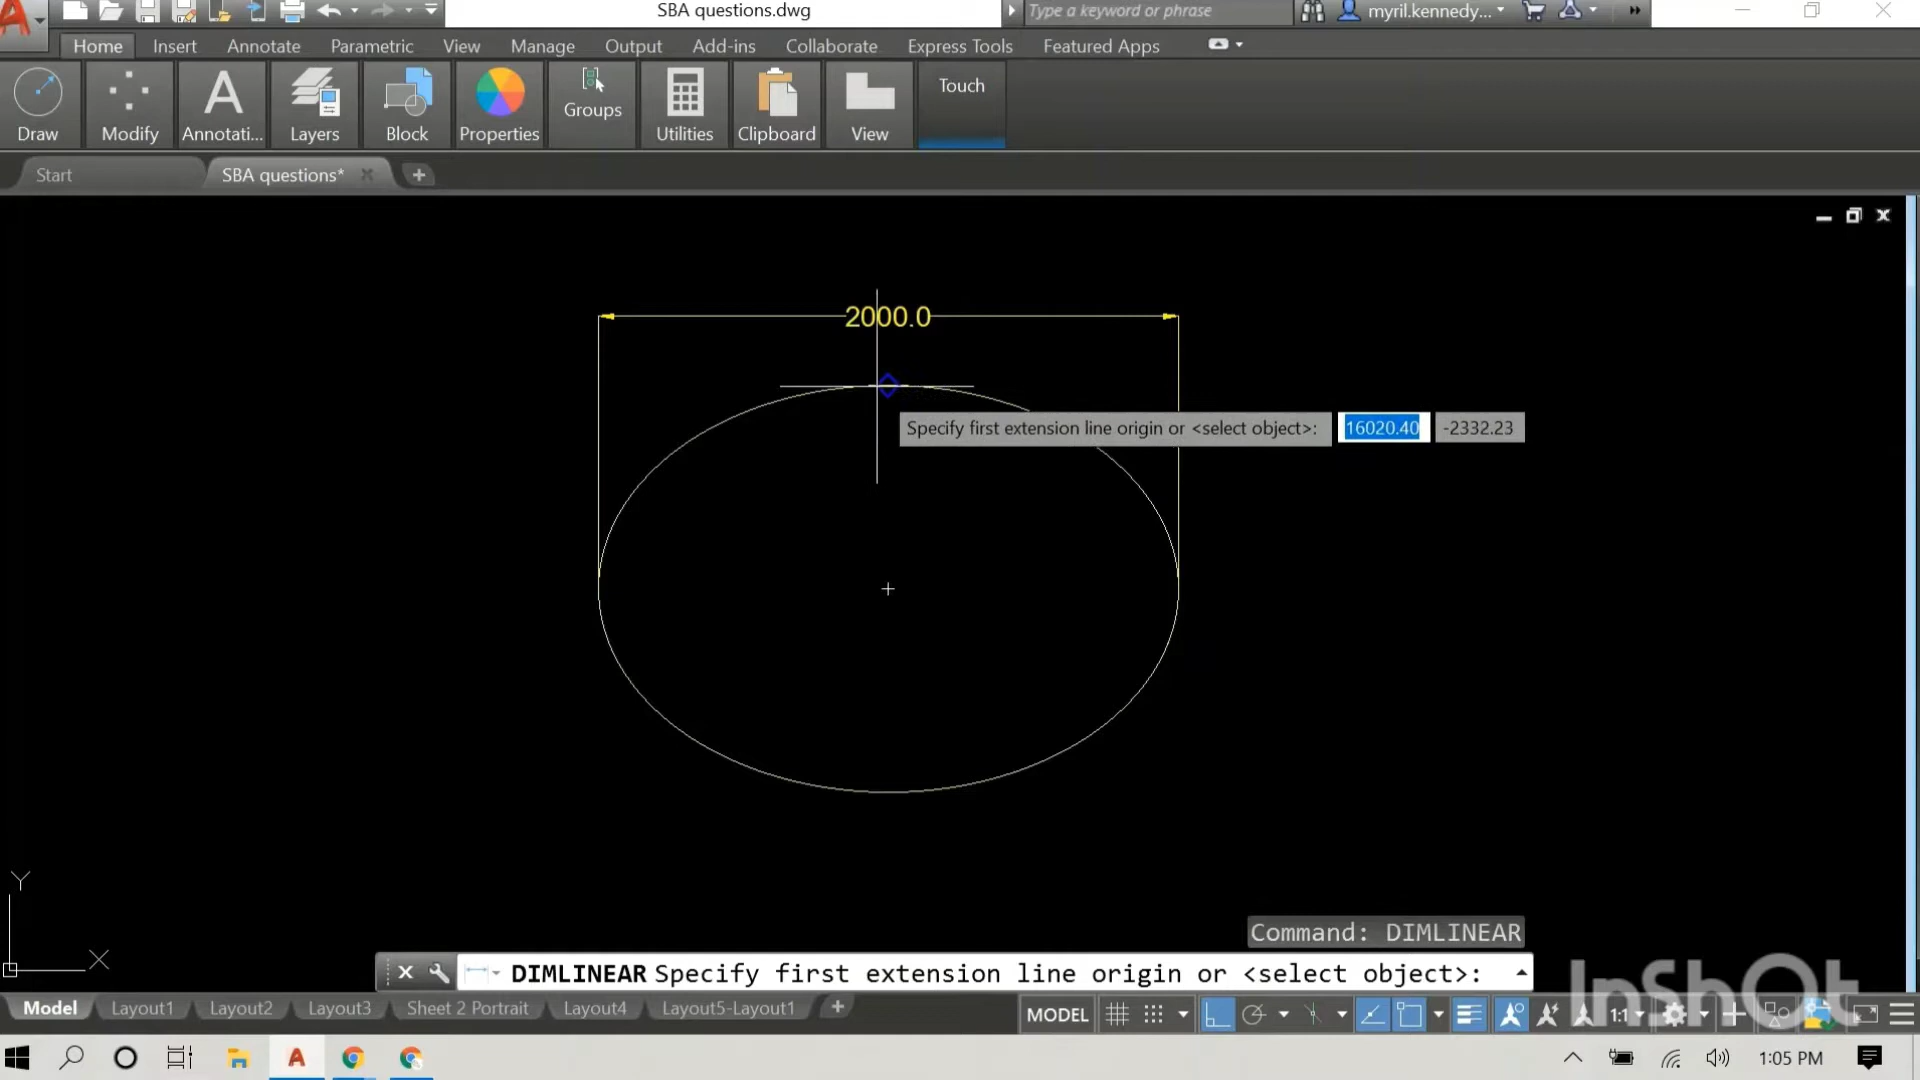 SBA questions.dwg
Type a keyword or phrase
myril.kennedy...
Home Insert Annotate Parametric View Manage Output Add-ins Collaborate Express Tools Featured Apps
Draw Modify Annotati... Layers Block Properties Groups Utilities Clipboard View Touch
Start SBA questions*
2000.0
Specify first extension line origin or <select object>: 16020.40 -2332.23
Y
X
Command: DIMLINEAR
DIMLINEAR Specify first extension line origin or <select object>:
InShOt
Model Layout1 Layout2 Layout3 Sheet 2 Portrait Layout4 Layout5-Layout1
MODEL 1:1
1:05 PM